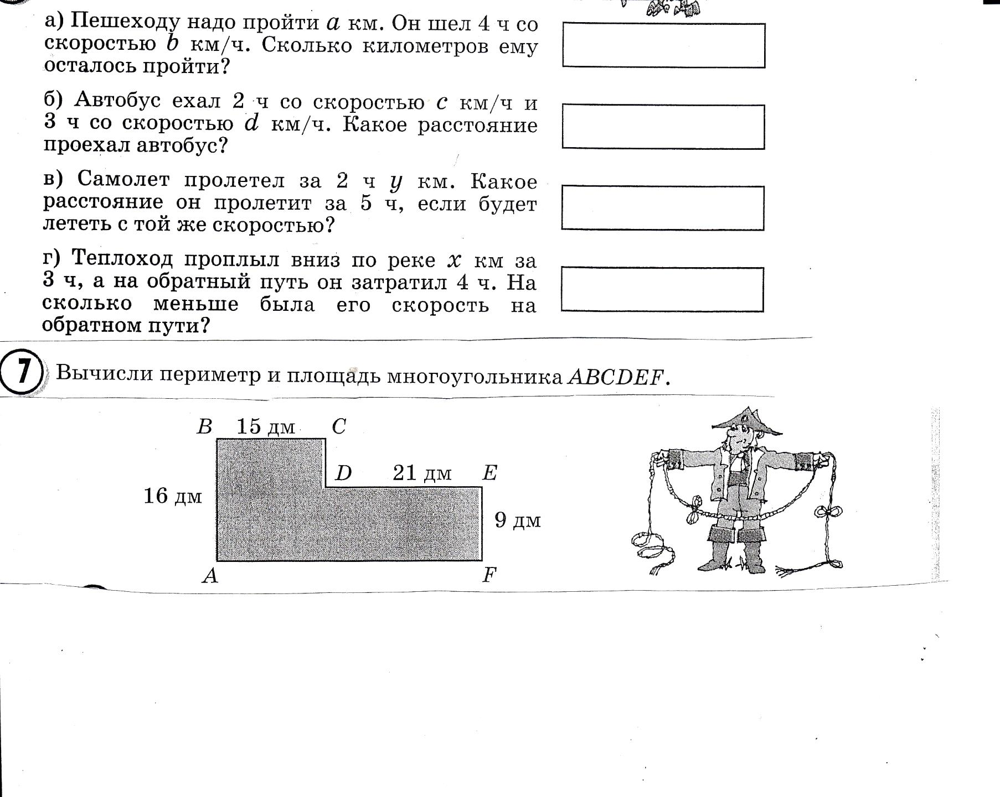 а) Пешеходу надо пройти a км. Он шел 4 ч со
скоростью b км/ч. Сколько километров ему
осталось пройти?
б) Автобус ехал 2 ч со скоростью c км/ч и
3 ч со скоростью d км/ч. Какое расстояние
проехал автобус?
в) Самолет пролетел за 2 ч y км. Какое
расстояние он пролетит за 5 ч, если будет
лететь с той же скоростью?
г) Теплоход проплыл вниз по реке x км за
3 ч, а на обратный путь он затратил 4 ч. На
сколько меньше была его скорость на
обратном пути?
7 Вычисли периметр и площадь многоугольника ABCDEF.
B 15 дм C
D 21 дм E
16 дм
9 дм
A F